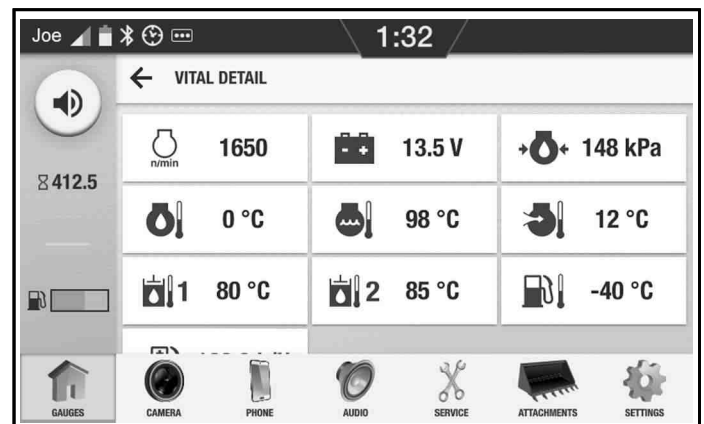 Joe
1:32
VITAL DETAIL
n/min 1650
- + 13.5 V
148 kPa
412.5
0 °C
98 °C
12 °C
1 80 °C
2 85 °C
-40 °C
GAUGES
CAMERA
PHONE
AUDIO
SERVICE
ATTACHMENTS
SETTINGS